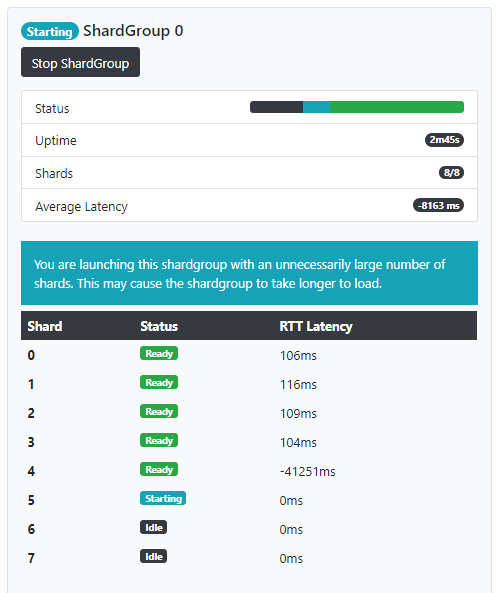 Starting ShardGroup 0
Stop ShardGroup
Status
Uptime 2m45s
Shards 8/8
Average Latency -8163 ms
You are launching this shardgroup with an unnecessarily large number of
shards. This may cause the shardgroup to take longer to load.
Shard Status RTT Latency
0 Ready 106ms
1 Ready 116ms
2 Ready 109ms
3 Ready 104ms
4 Ready -41251ms
5 Starting 0ms
6 Idle 0ms
7 Idle 0ms